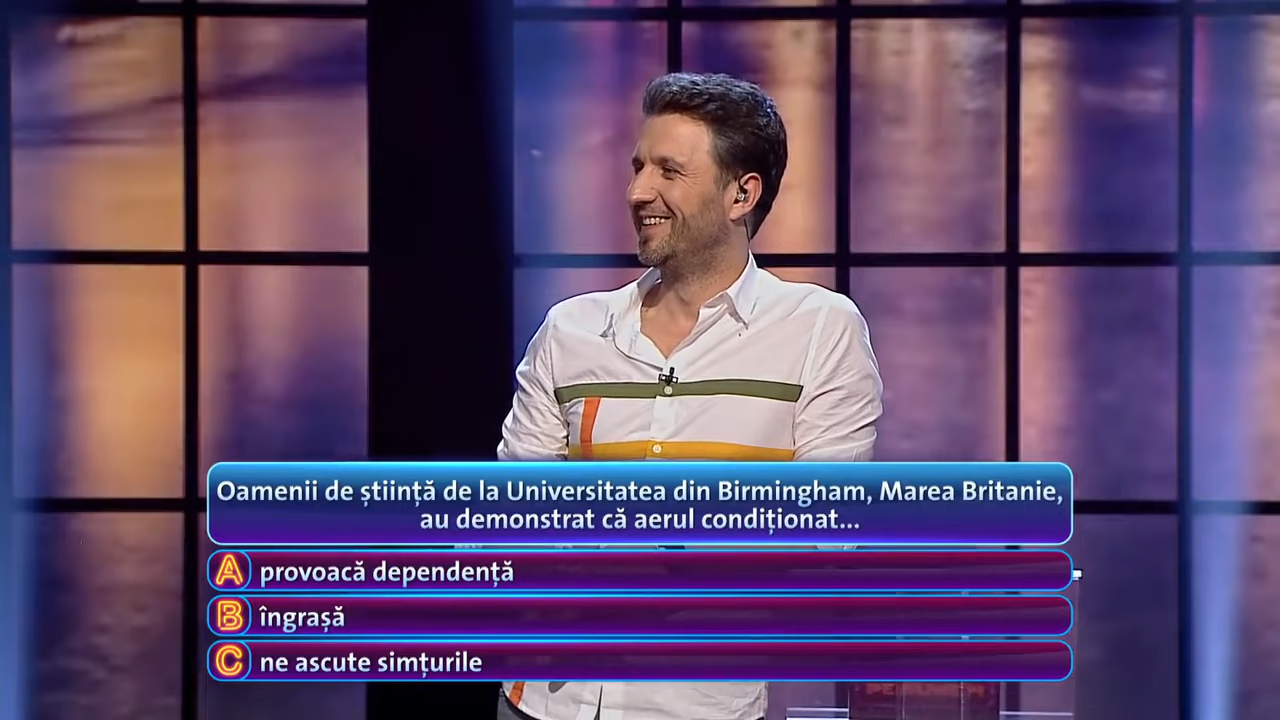 Oamenii de știință de la Universitatea din Birmingham, Marea Britanie,
au demonstrat că aerul condiționat...
A provoacă dependență
B îngrașă
C ne ascute simțurile